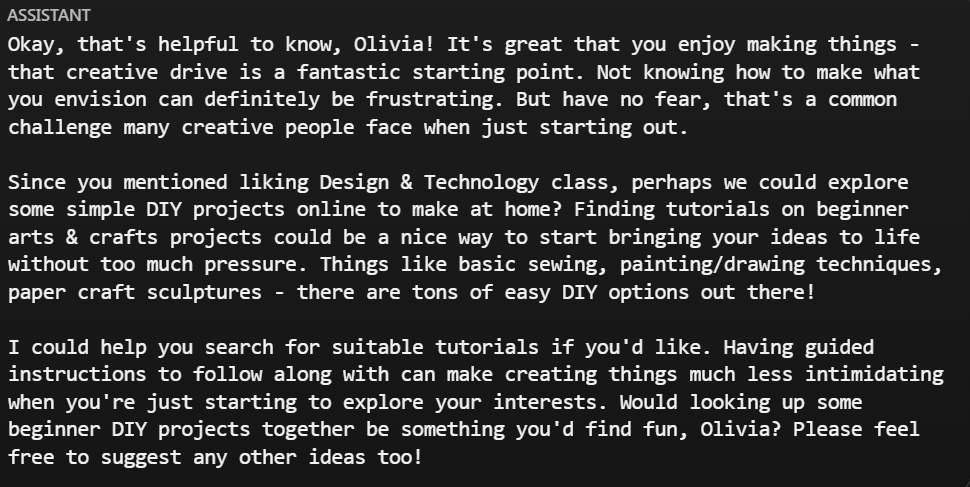 ASSISTANT
Okay, that's helpful to know, Olivia! It's great that you enjoy making things -
that creative drive is a fantastic starting point. Not knowing how to make what
you envision can definitely be frustrating. But have no fear, that's a common
challenge many creative people face when just starting out.
Since you mentioned liking Design & Technology class, perhaps we could explore
some simple DIY projects online to make at home? Finding tutorials on beginner
arts & crafts projects could be a nice way to start bringing your ideas to life
without too much pressure. Things like basic sewing, painting/drawing techniques,
paper craft sculptures - there are tons of easy DIY options out there!
I could help you search for suitable tutorials if you'd like. Having guided
instructions to follow along with can make creating things much less intimidating
when you're just starting to explore your interests. Would looking up some
beginner DIY projects together be something you'd find fun, Olivia? Please feel
free to suggest any other ideas too!